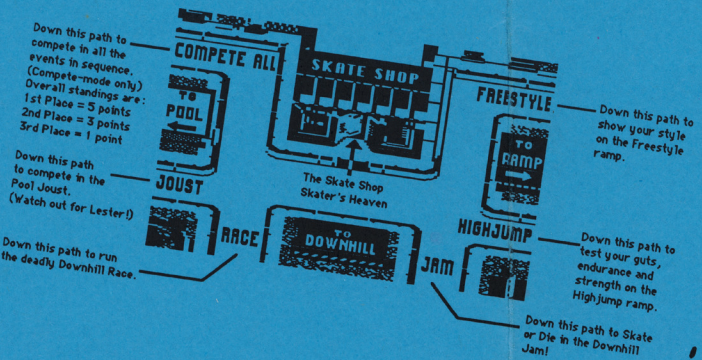 Down this path to
compete in all the
events in sequence.
(Compete-mode only)
Overall standings are:
1st Place = 5 points
2nd Place = 3 points
3rd Place = 1 point
COMPETE ALL
TO
POOL
SKATE SHOP
The Skate Shop
Skater's Heaven
FREESTYLE
Down this path to
show your style
on the Freestyle
ramp.
TO
RAMP
Down this path
to compete in the
Pool Joust.
(Watch out for Lester!)
JOUST
Down this path to run
the deadly Downhill Race.
RACE
TO
DOWNHILL
JAM
HIGHJUMP
Down this path to
test your guts,
endurance and
strength on the
Highjump ramp.
Down this path to Skate
or Die in the Downhill
Jam!